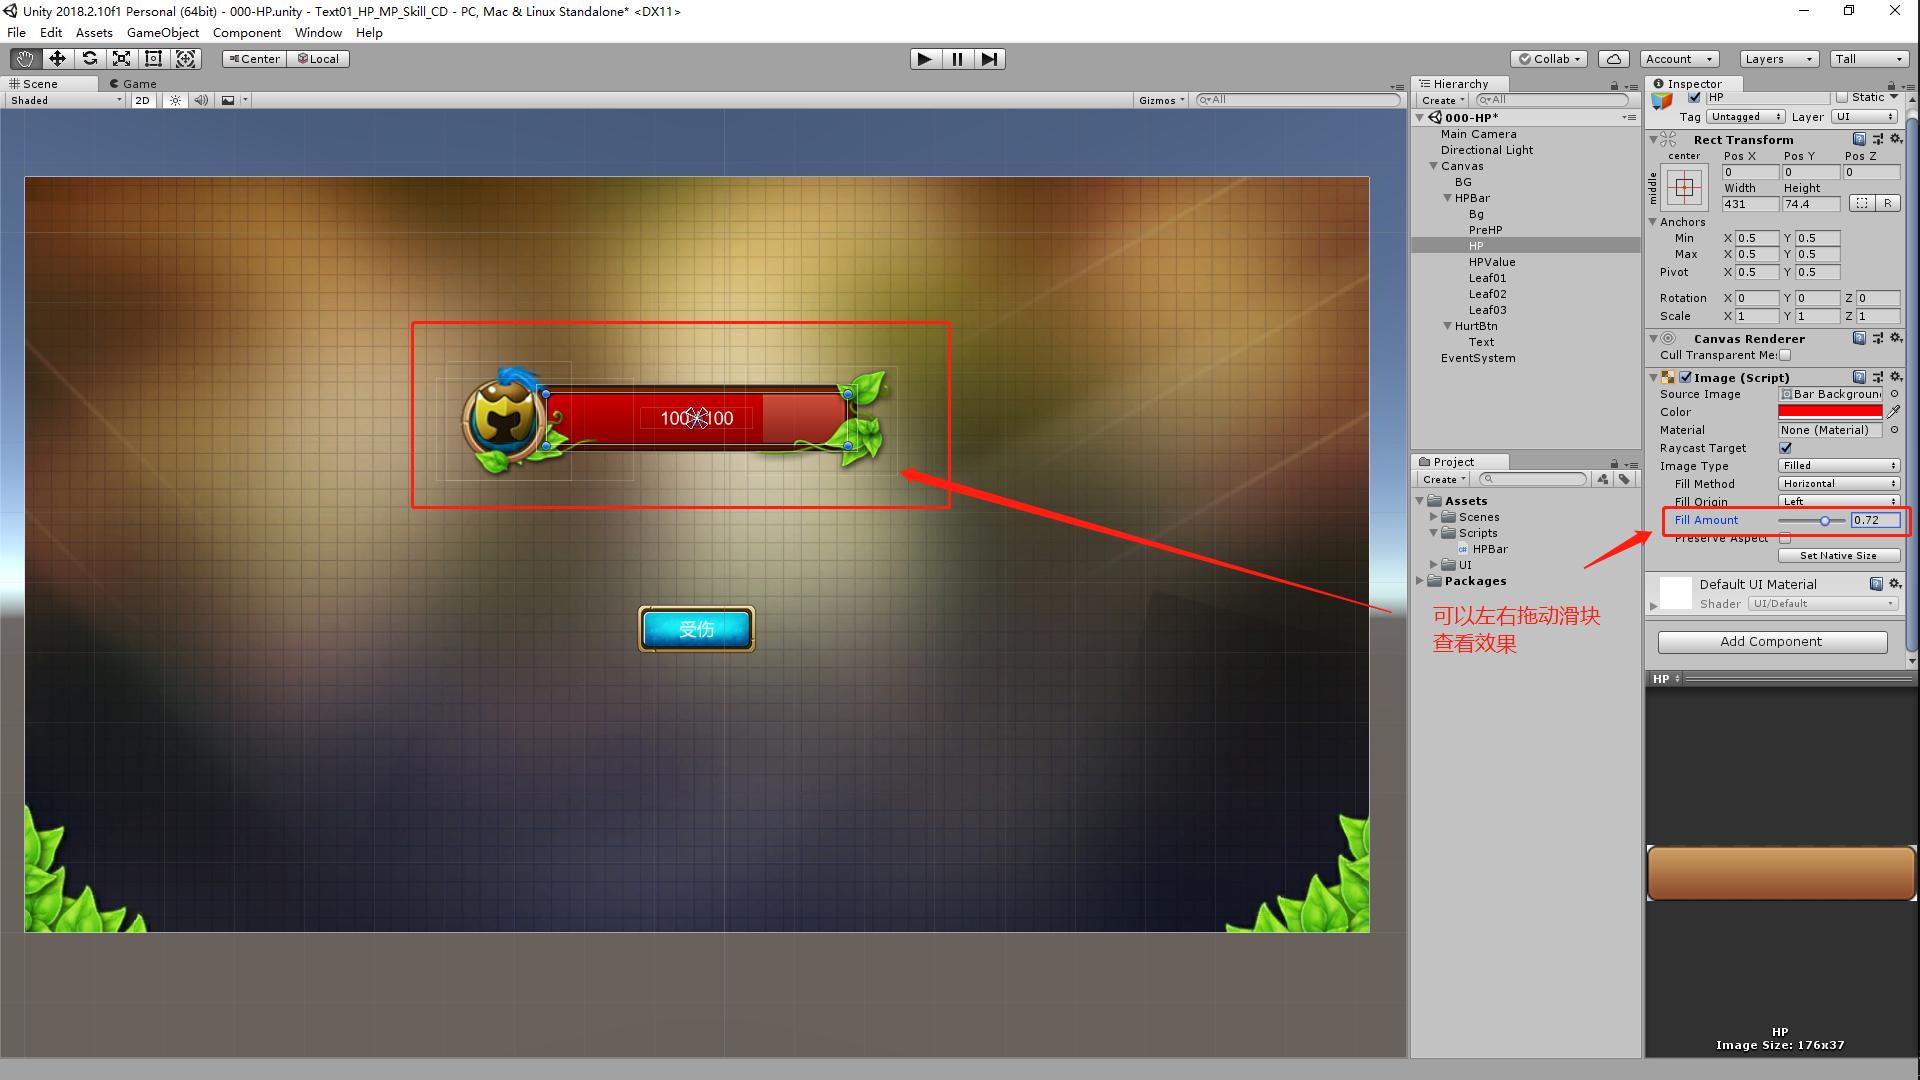 Unity 2018.2.10f1 Personal (64bit) - 000-HP.unity - Text01_HP_MP_Skill_CD - PC, Mac & Linux Standalone* <DX11>
File Edit Assets GameObject Component Window Help
Center Local
Collab Account Layers Tall
Scene Game
Shaded 2D Gizmos All
Hierarchy
Create All
000-HP*
Main Camera
Directional Light
Canvas
BG
HPBar
Bg
PreHP
HP
HPValue
Leaf01
Leaf02
Leaf03
HurtBtn
Text
EventSystem
Project
Create
Assets
Scenes
Scripts
HPBar
UI
Packages
Inspector
HP Static
Tag Untagged Layer UI
Rect Transform
center Pos X Pos Y Pos Z
middle 0 0 0
Width Height
431 74.4 R
Anchors
Min X 0.5 Y 0.5
Max X 0.5 Y 0.5
Pivot X 0.5 Y 0.5
Rotation X 0 Y 0 Z 0
Scale X 1 Y 1 Z 1
Canvas Renderer
Cull Transparent Me
Image (Script)
Source Image Bar Background
Color
Material None (Material)
Raycast Target
Image Type Filled
Fill Method Horizontal
Fill Origin Left
Fill Amount 0.72
Preserve Aspect
Set Native Size
Default UI Material
Shader UI/Default
Add Component
HP
HP
Image Size: 176x37
100 100
受伤
可以左右拖动滑块
查看效果